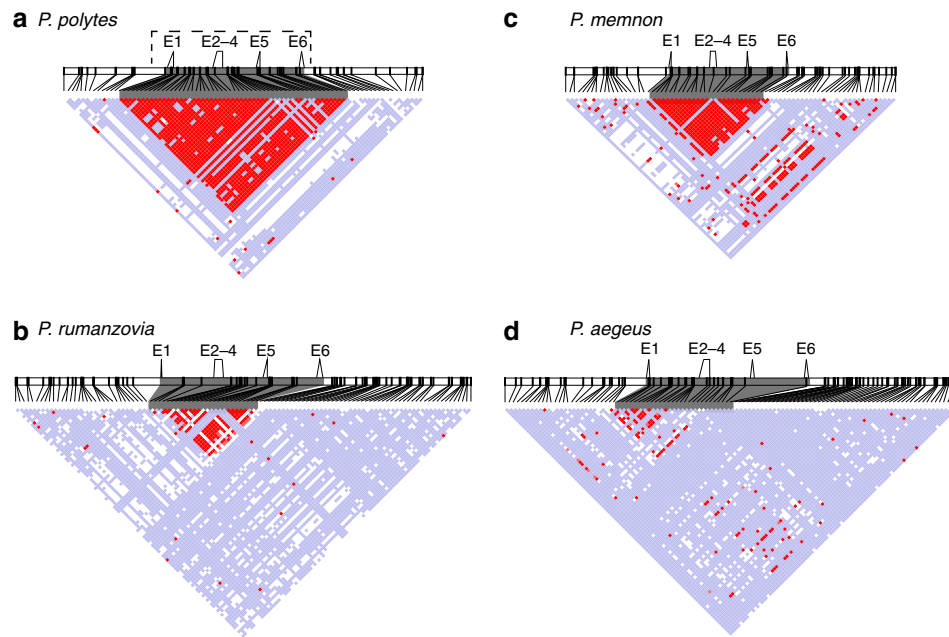 a P. polytes
E1 E2–4 E5 E6
c P. memnon
E1 E2–4 E5 E6
b P. rumanzovia
E1 E2–4 E5 E6
d P. aegeus
E1 E2–4 E5 E6